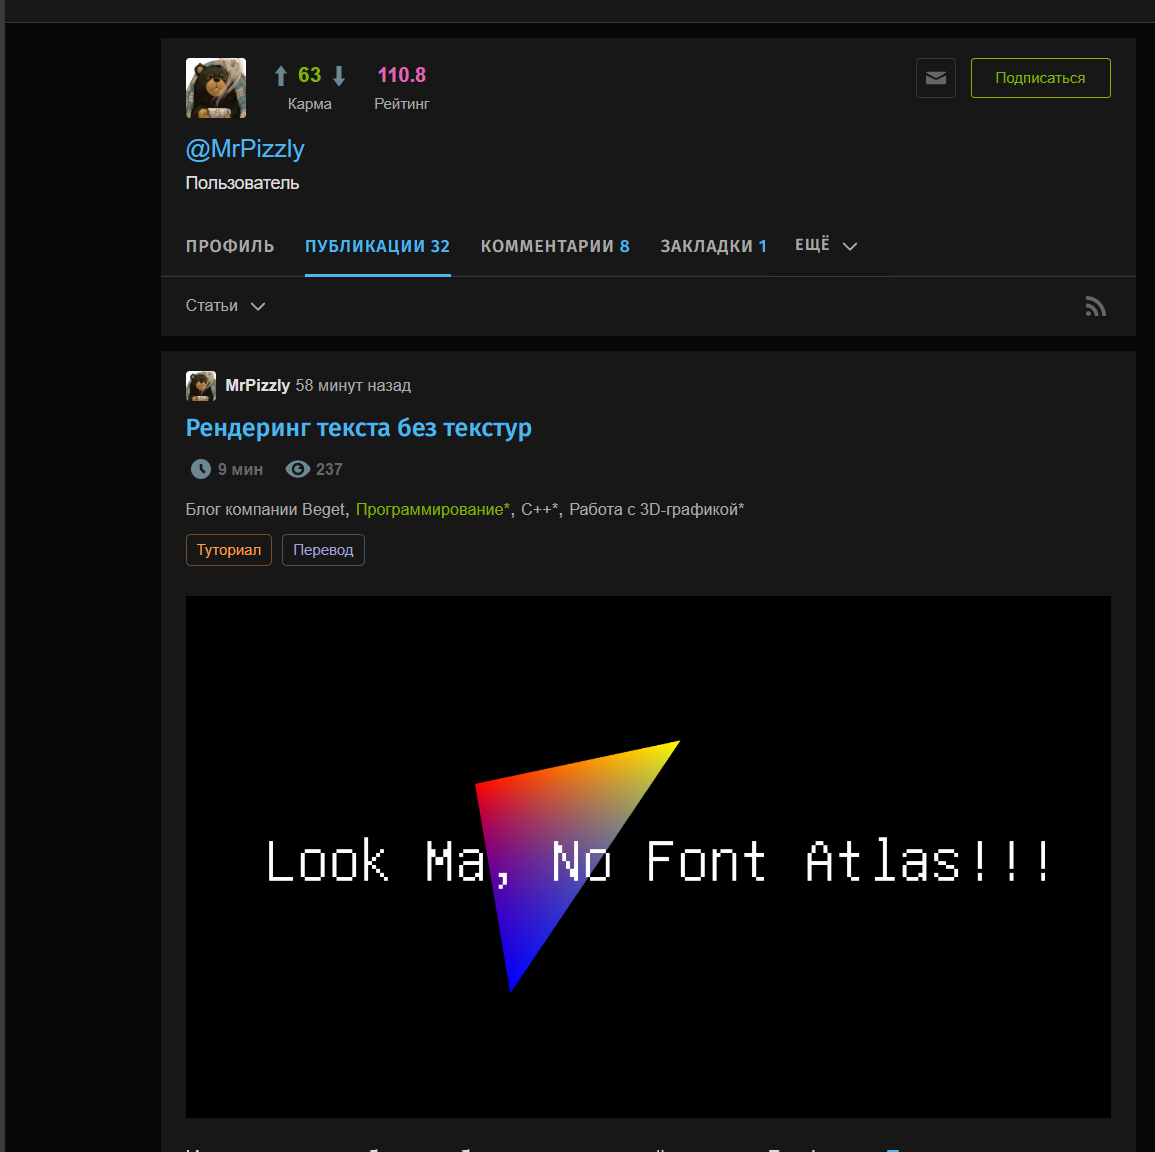 63 110.8 Подписаться
Карма Рейтинг
@MrPizzly
Пользователь
ПРОФИЛЬ ПУБЛИКАЦИИ 32 КОММЕНТАРИИ 8 ЗАКЛАДКИ 1 ЕЩЁ
Статьи
MrPizzly 58 минут назад
Рендеринг текста без текстур
9 мин 237
Блог компании Beget, Программирование*, C++*, Работа с 3D-графикой*
Туториал Перевод
Look Ma, No Font Atlas!!!